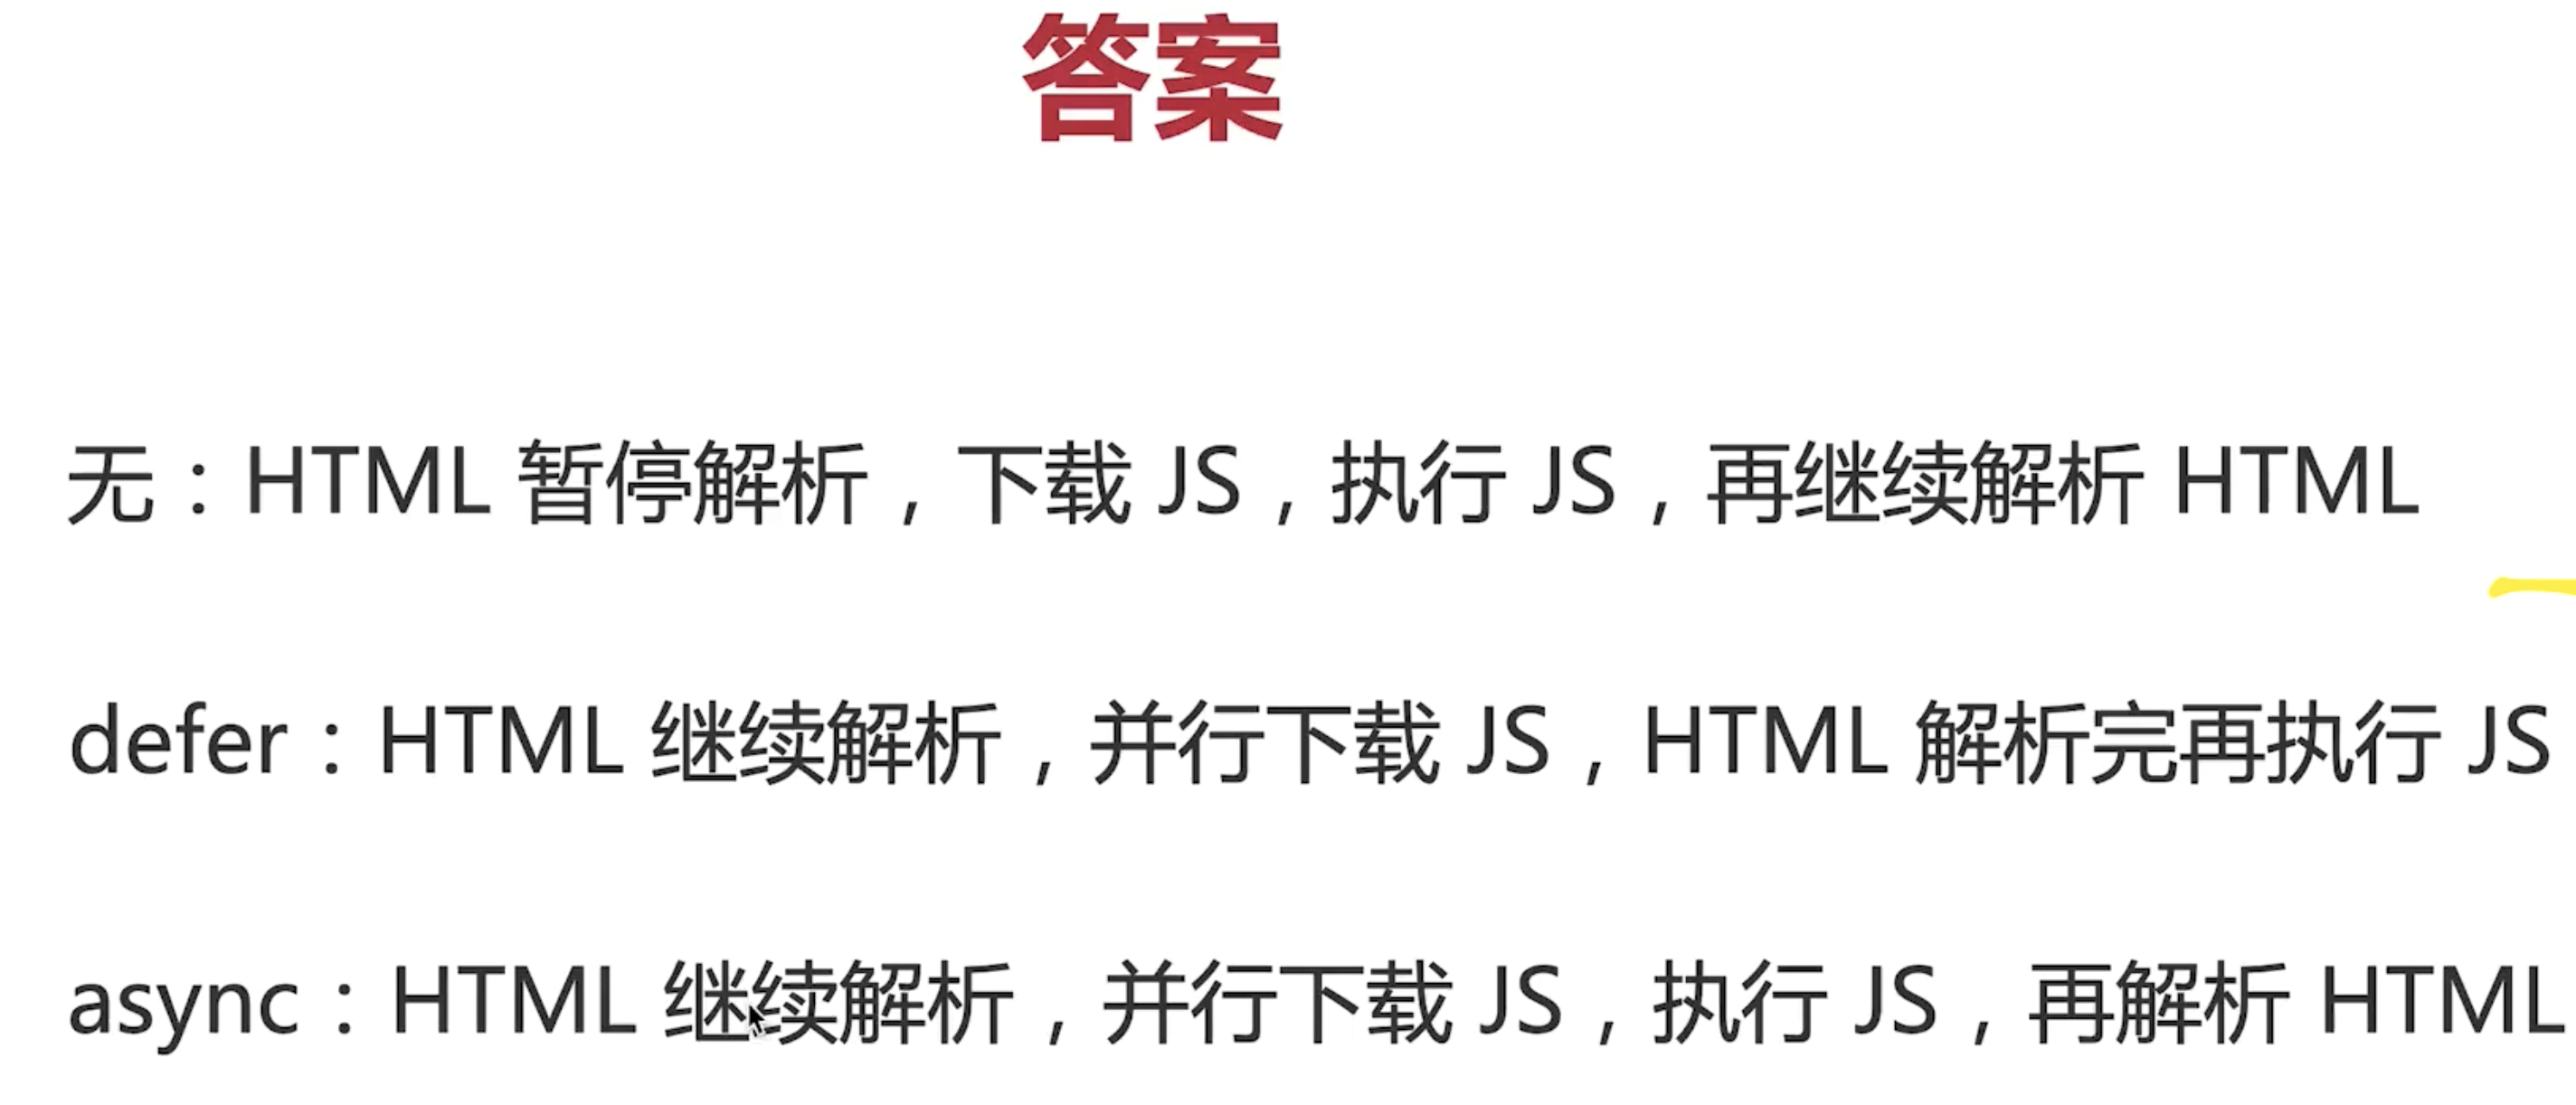 答案
无：HTML 暂停解析，下载 JS，执行 JS，再继续解析 HTML
defer：HTML 继续解析，并行下载 JS，HTML 解析完再执行 JS
async：HTML 继续解析，并行下载 JS，执行 JS，再解析 HTML